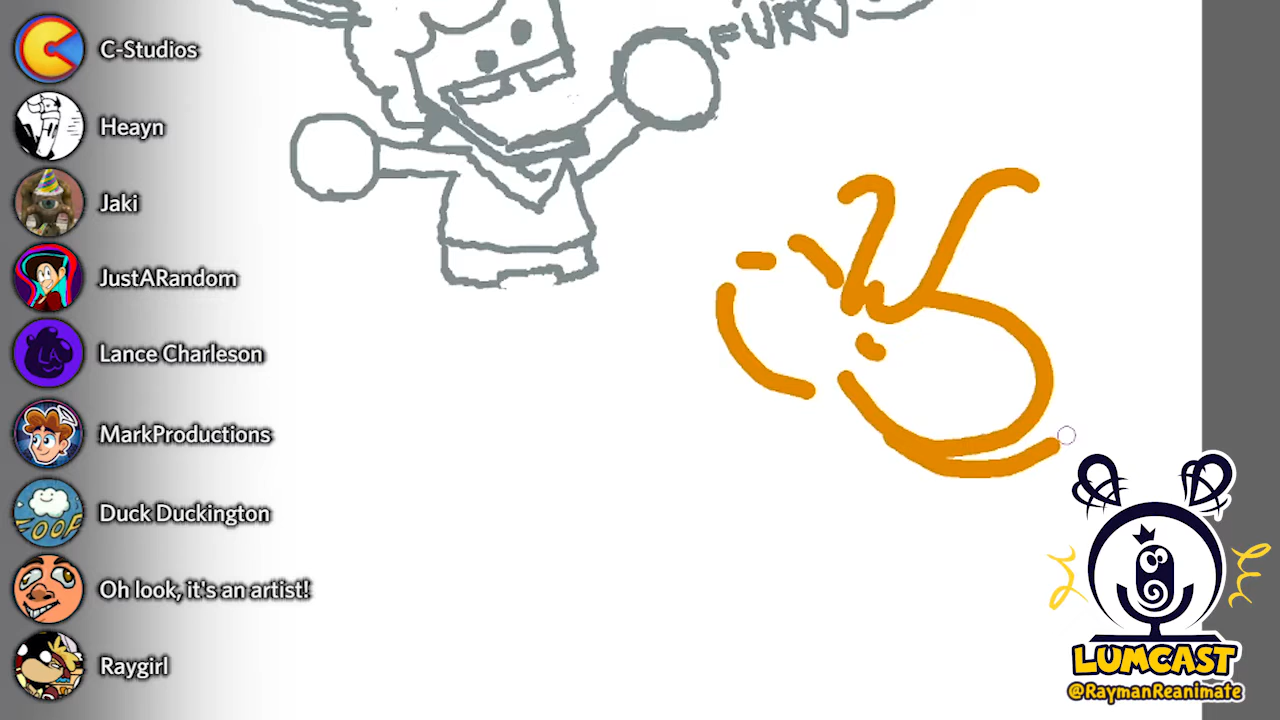 C-Studios
Heayn
Jaki
JustARandom
Lance Charleson
MarkProductions
Duck Duckington
Oh look, it's an artist!
Raygirl
LUMCAST
@RaymanReanimate